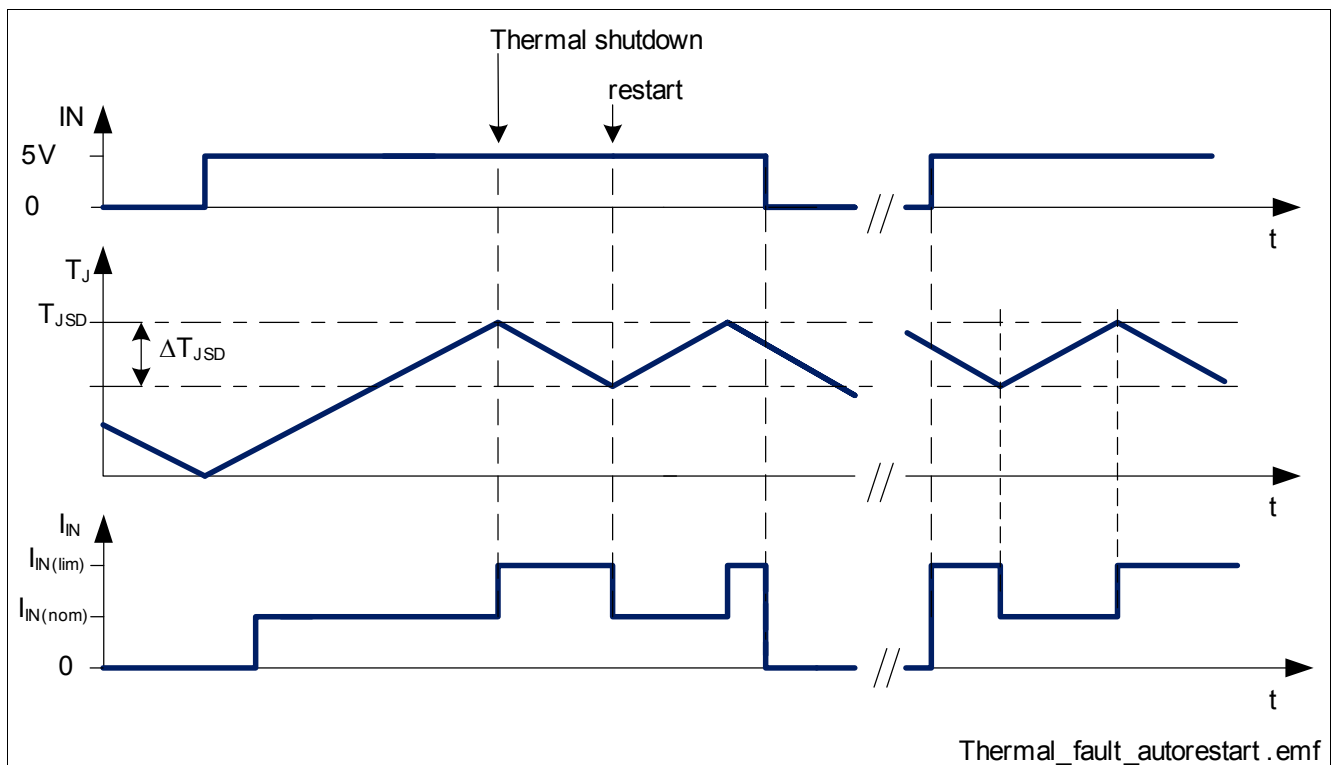 Thermal shutdown
restart
IN
5V
0
t
TJ
TJSD
ΔTJSD
t
IIN
IIN(lim)
IIN(nom)
0
t
Thermal_fault_autorestart.emf